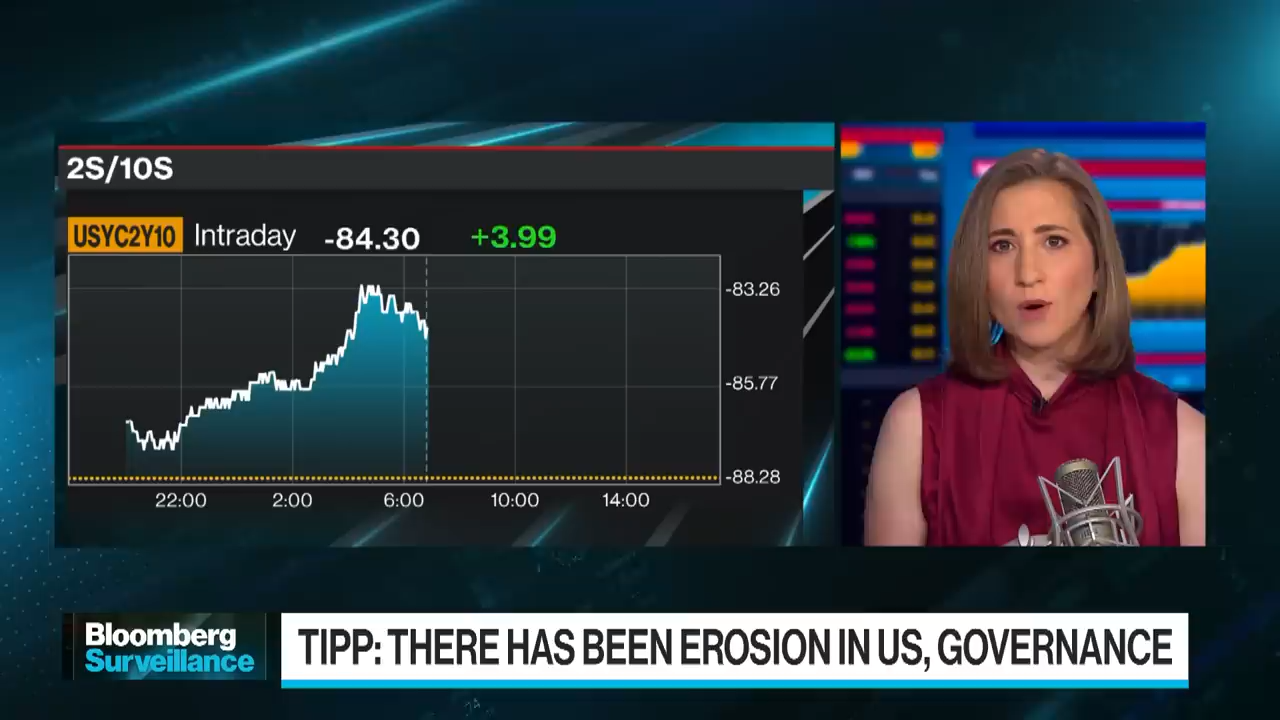 2S/10S
USYC2Y10 Intraday -84.30 +3.99
-83.26
-85.77
-88.28
22:00 2:00 6:00 10:00 14:00
Bloomberg
Surveillance
TIPP: THERE HAS BEEN EROSION IN US, GOVERNANCE